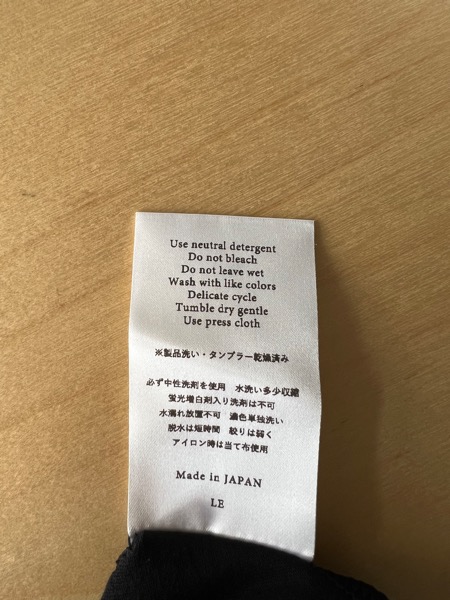 Use neutral detergent
Do not bleach
Do not leave wet
Wash with like colors
Delicate cycle
Tumble dry gentle
Use press cloth
※製品洗い・タンブラー乾燥済み
必ず中性洗剤を使用　水洗い多少収縮
蛍光増白剤入り洗剤は不可
水濡れ放置不可　濃色単独洗い
脱水は短時間　絞りは弱く
アイロン時は当て布使用
Made in JAPAN
LE